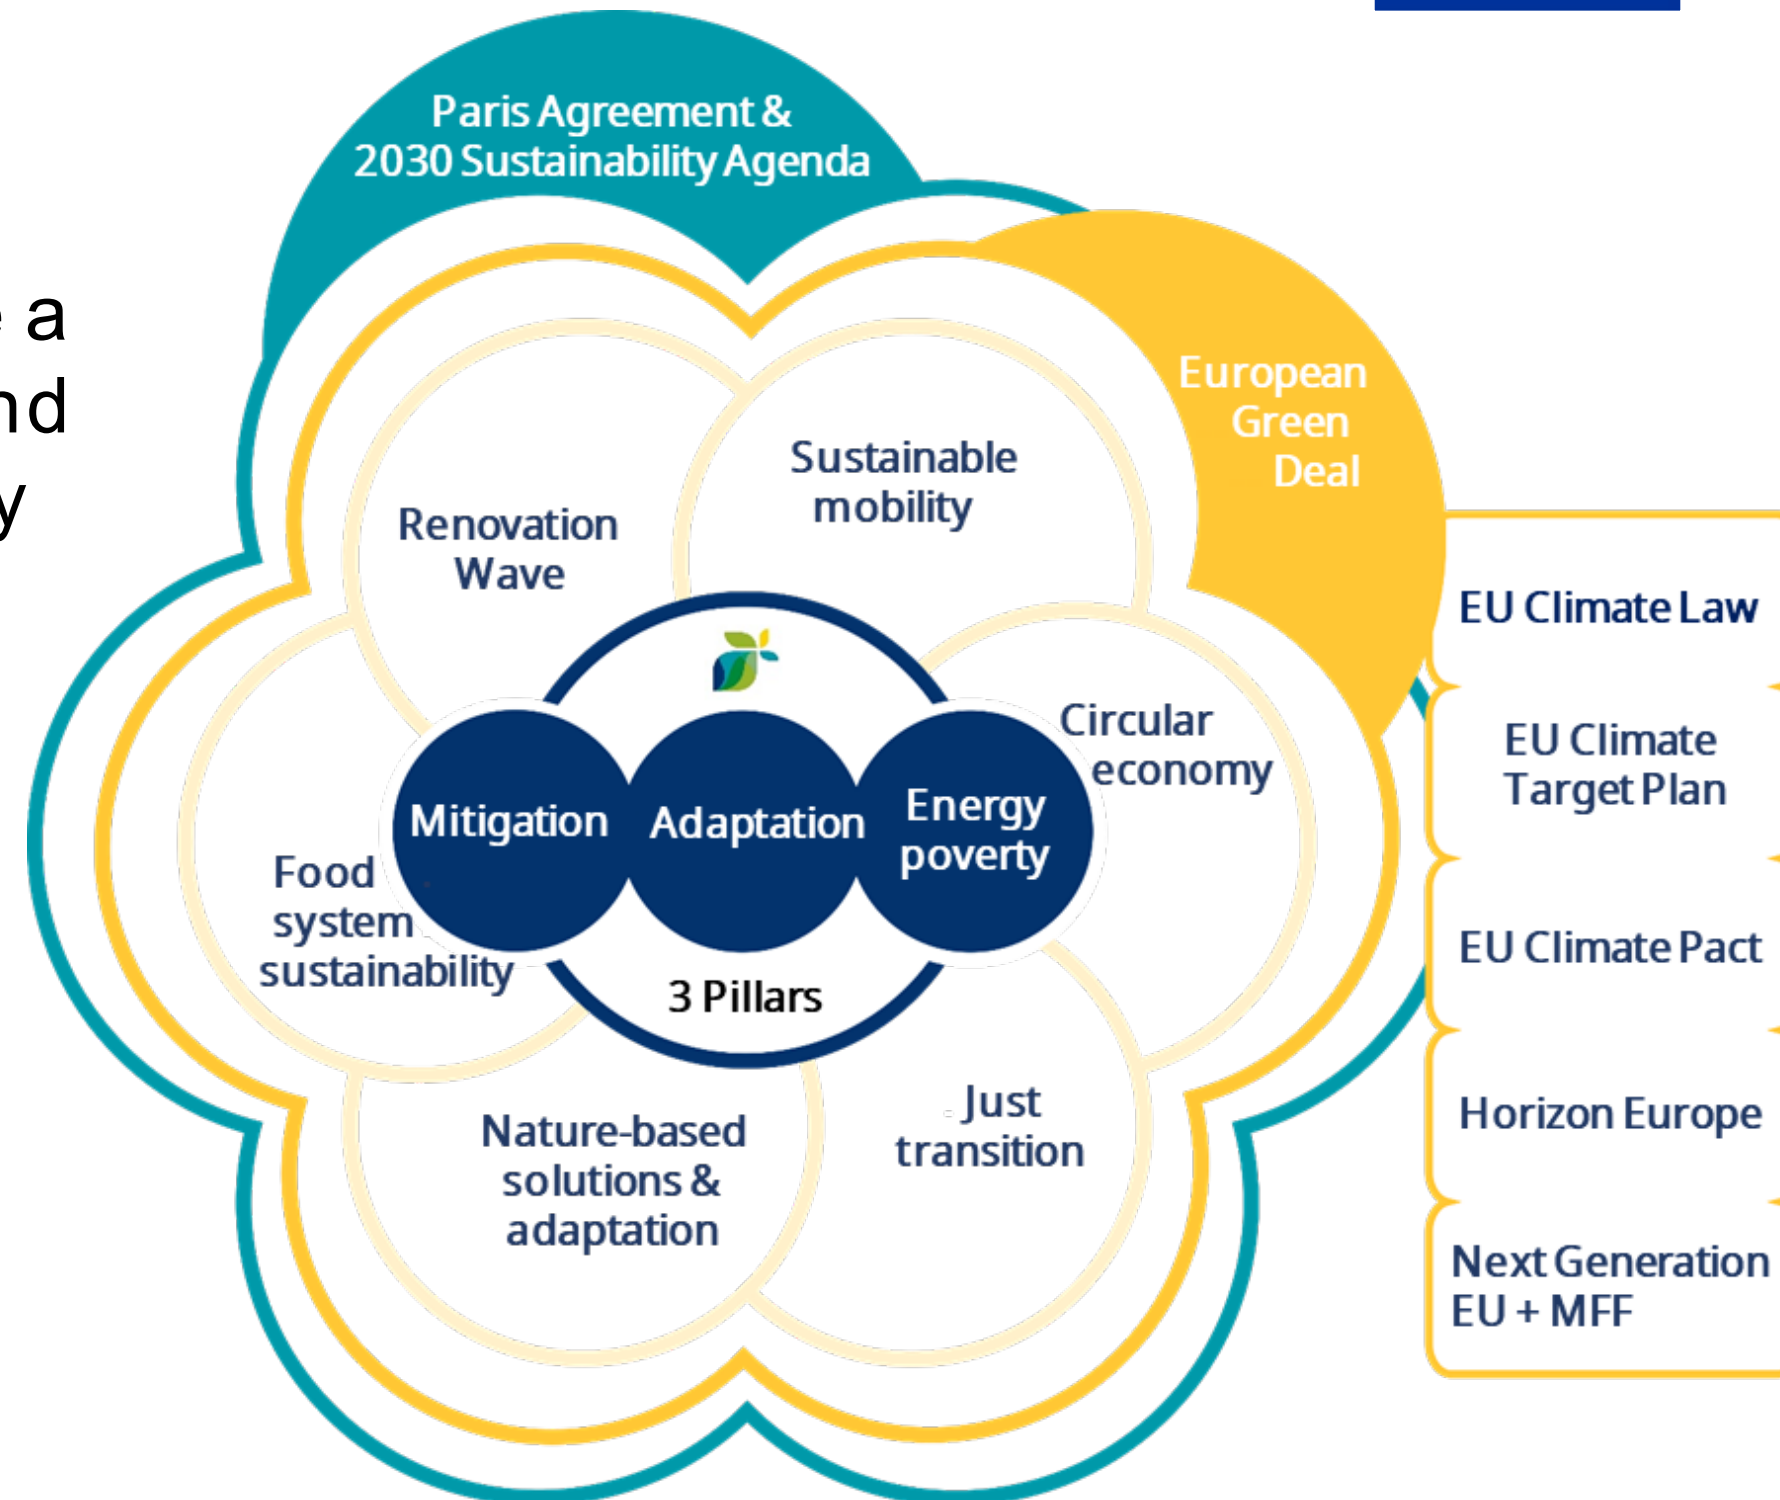 Paris Agreement &
2030 Sustainability Agenda
European
Green
Deal
a
nd
y
Sustainable
mobility
Renovation
Wave
Circular
economy
Mitigation
Adaptation
Energy
poverty
Food
system
sustainability
3 Pillars
Just
transition
Nature-based
solutions &
adaptation
EU Climate Law
EU Climate
Target Plan
EU Climate Pact
Horizon Europe
Next Generation
EU + MFF